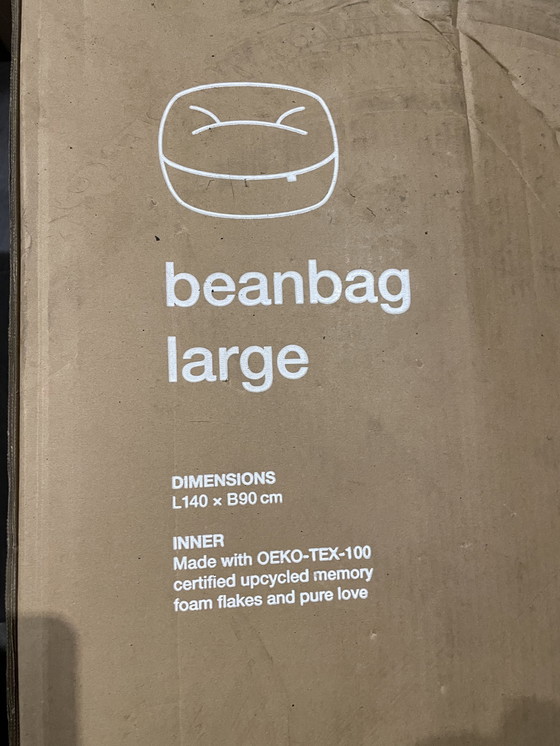 beanbag
large
DIMENSIONS
L140 × B90 cm
INNER
Made with OEKO-TEX-100
certified upcycled memory
foam flakes and pure love